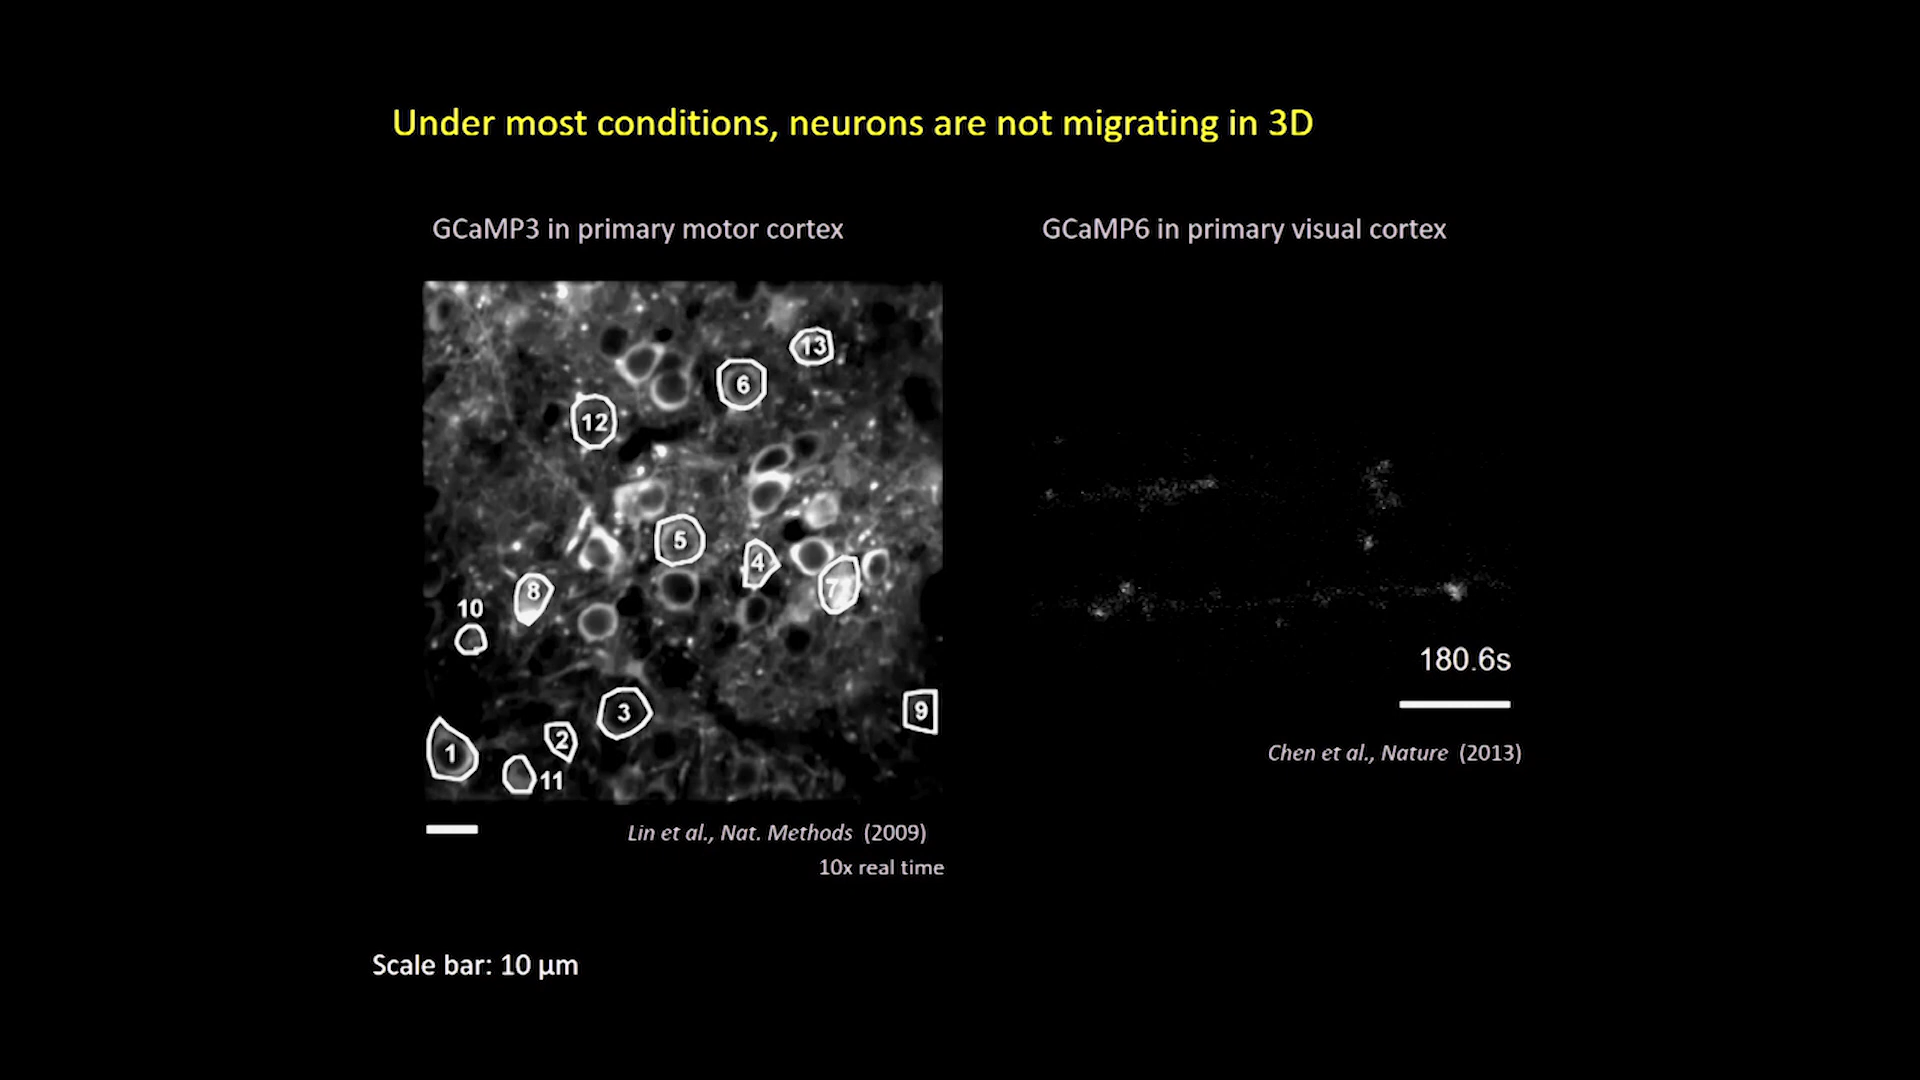 Under most conditions, neurons are not migrating in 3D
GCaMP3 in primary motor cortex
GCaMP6 in primary visual cortex
13
6
12
5
4
7
8
10
3
9
2
1
11
180.6s
Chen et al., Nature (2013)
Lin et al., Nat. Methods (2009)
10x real time
Scale bar: 10 µm